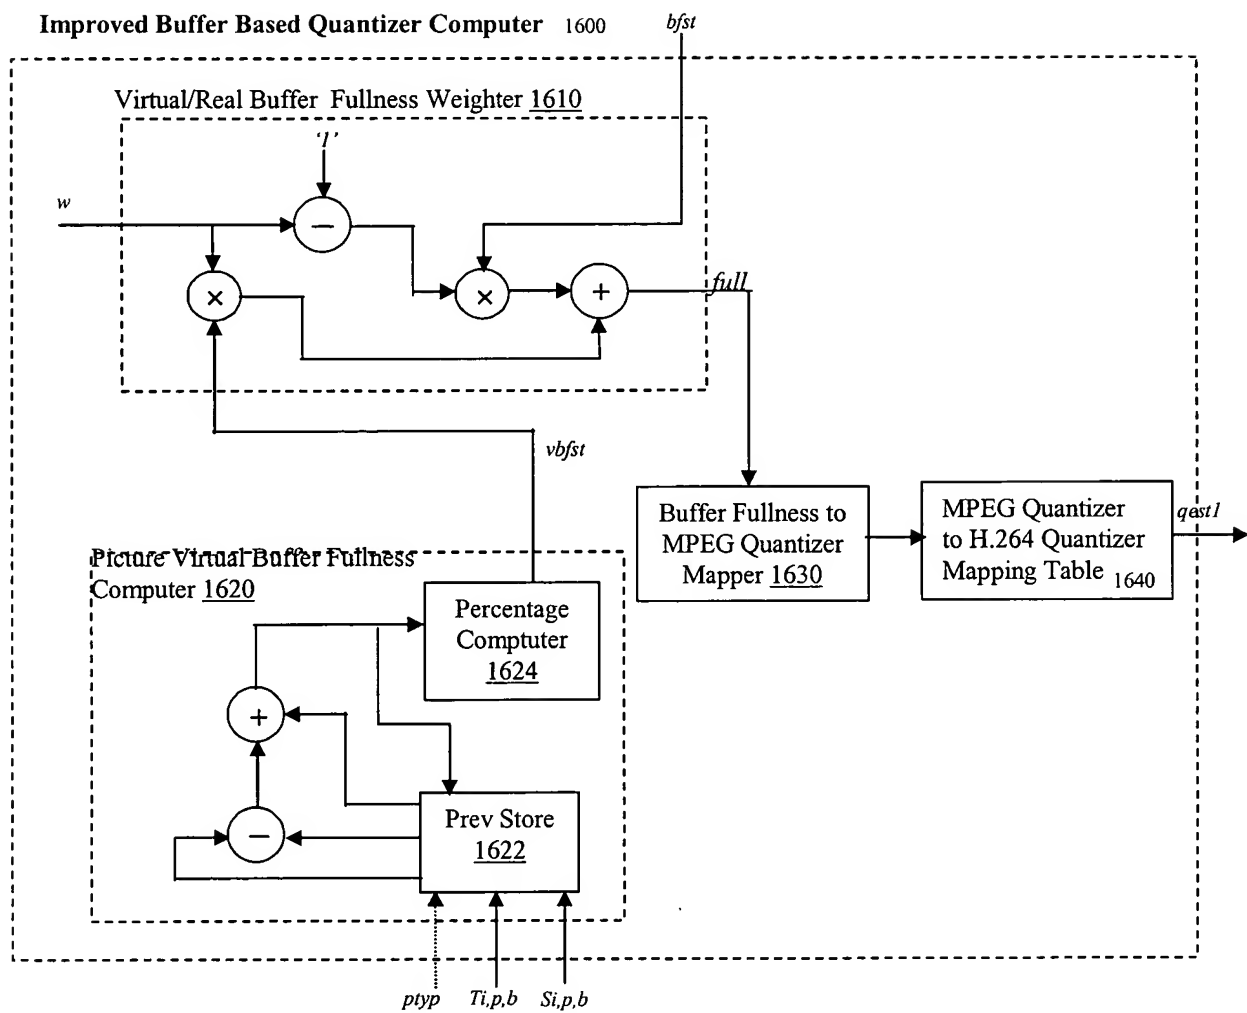 Improved Buffer Based Quantizer Computer 1600
bfst
Virtual/Real Buffer Fullness Weighter 1610
'1'
w
−
×
×
+
full
vbfst
Buffer Fullness to
MPEG Quantizer
Mapper 1630
MPEG Quantizer
to H.264 Quantizer
Mapping Table 1640
qest1
Picture Virtual Buffer Fullness
Computer 1620
Percentage
Comptuter
1624
+
−
Prev Store
1622
ptyp
Ti,p,b
Si,p,b